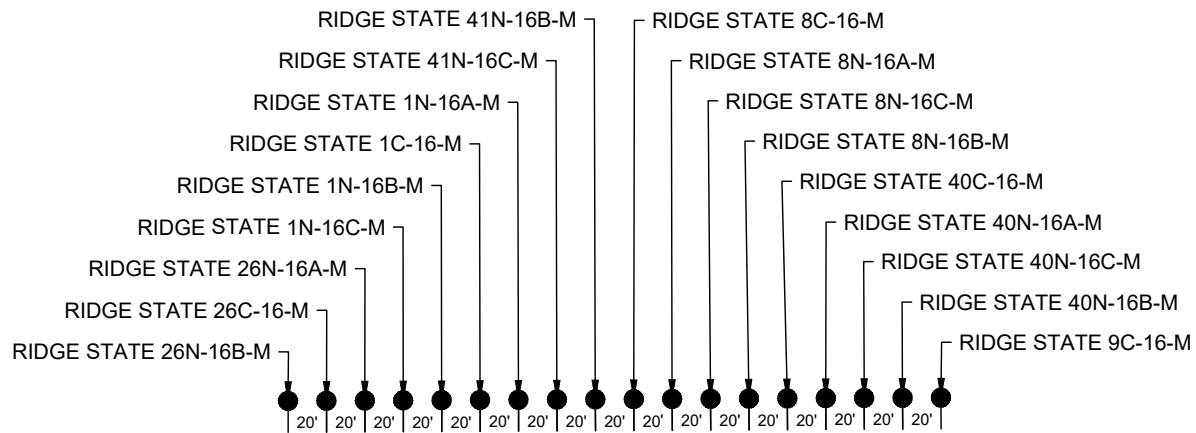 RIDGE STATE 41N-16B-M
RIDGE STATE 41N-16C-M
RIDGE STATE 1N-16A-M
RIDGE STATE 1C-16-M
RIDGE STATE 1N-16B-M
RIDGE STATE 1N-16C-M
RIDGE STATE 26N-16A-M
RIDGE STATE 26C-16-M
RIDGE STATE 26N-16B-M
RIDGE STATE 8C-16-M
RIDGE STATE 8N-16A-M
RIDGE STATE 8N-16C-M
RIDGE STATE 8N-16B-M
RIDGE STATE 40C-16-M
RIDGE STATE 40N-16A-M
RIDGE STATE 40N-16C-M
RIDGE STATE 40N-16B-M
RIDGE STATE 9C-16-M
20' 20' 20' 20' 20' 20' 20' 20' 20' 20' 20' 20' 20' 20' 20' 20' 20'